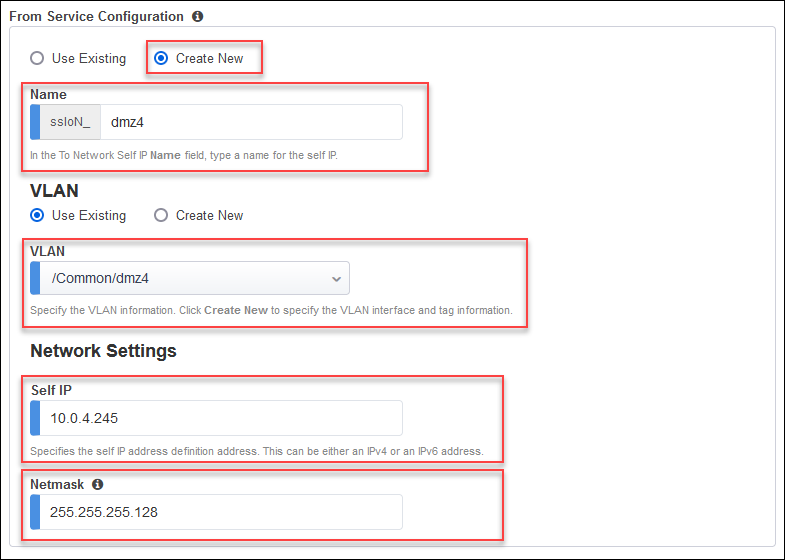 From Service Configuration
Use Existing Create New
Name
ssloN_ dmz4
In the To Network Self IP Name field, type a name for the self IP.
VLAN
Use Existing Create New
VLAN
/Common/dmz4
Specify the VLAN information. Click Create New to specify the VLAN interface and tag information.
Network Settings
Self IP
10.0.4.245
Specifies the self IP address definition address. This can be either an IPv4 or an IPv6 address.
Netmask
255.255.255.128